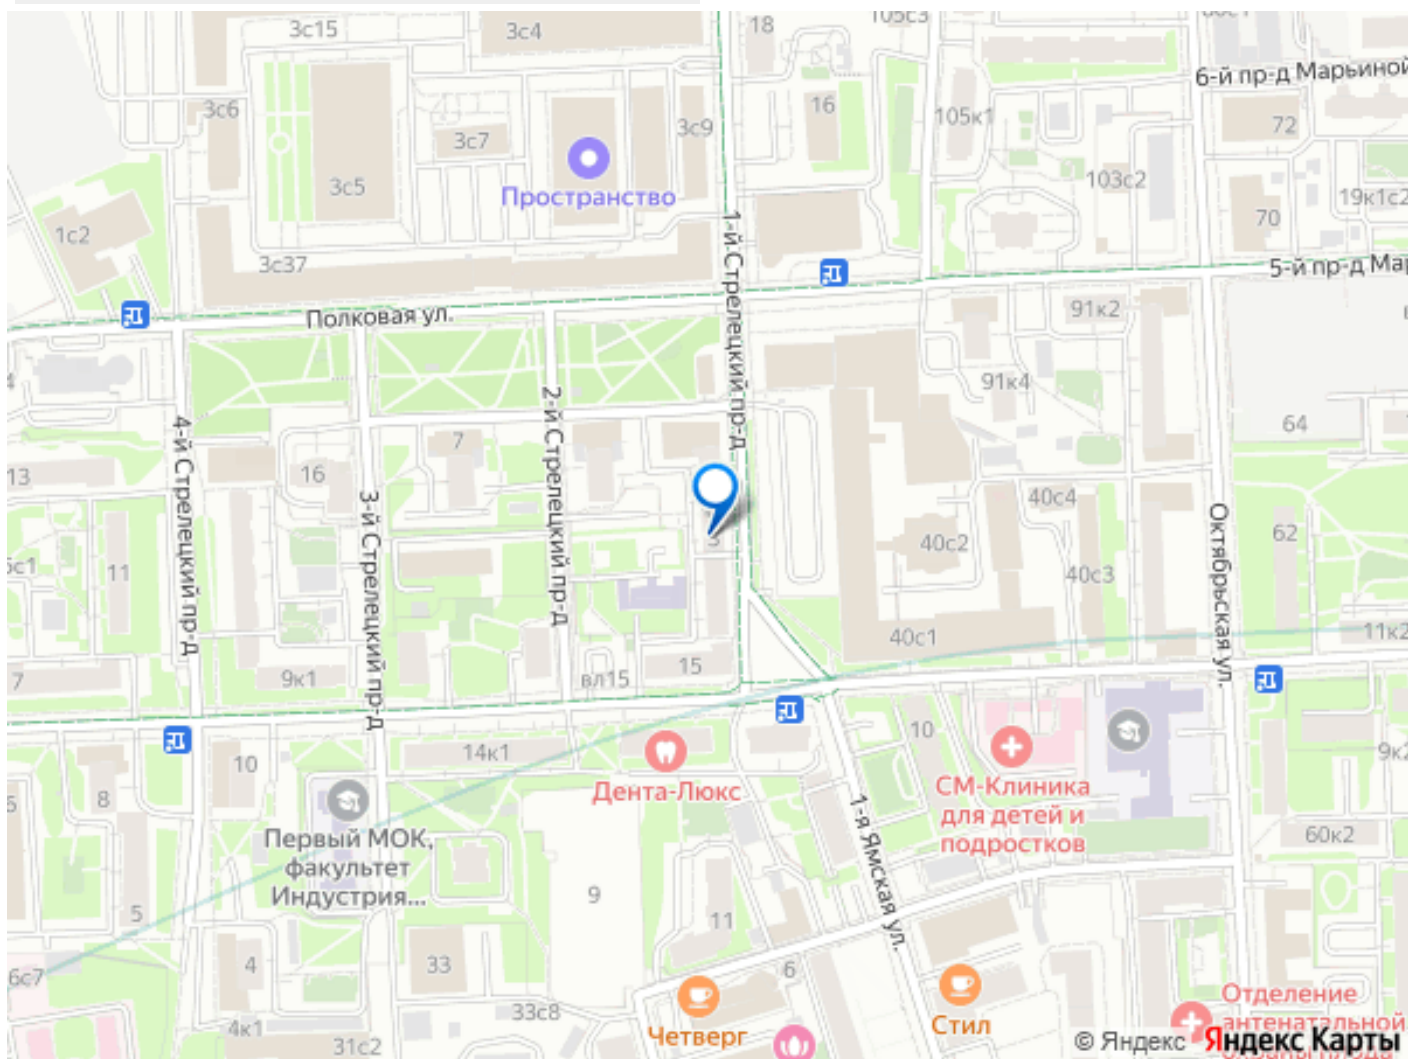 3с15
3с4
18
105с3
6-й пр-д Марьиной
3с6
3с7
3с9
16
105к1
72
3с5
Пространство
103с2
19к1с2
1с2
70
3с37
1-й Стрелецкий пр-д
5-й пр-д Мар
Полковая ул.
91к2
91к4
2-й Стрелецкий пр-д
4-й Стрелецкий пр-д
64
7
13
16
3-й Стрелецкий пр-д
40с4
Октябрьская ул.
5
40с2
62
11
40с3
40с1
11к2
15
вл15
9к1
7
14к1
10
10
Дента-Люкс
СМ-Клиника
для детей и
подростков
9к2
8
1-я Ямская ул.
Первый МОК,
факультет
Индустрия...
60к2
9
5
11
4
33
6с7
6
33с8
Четверг
Стил
Отделение
антенатальной
4к1
31с2
© Яндекс
Яндекс Карты